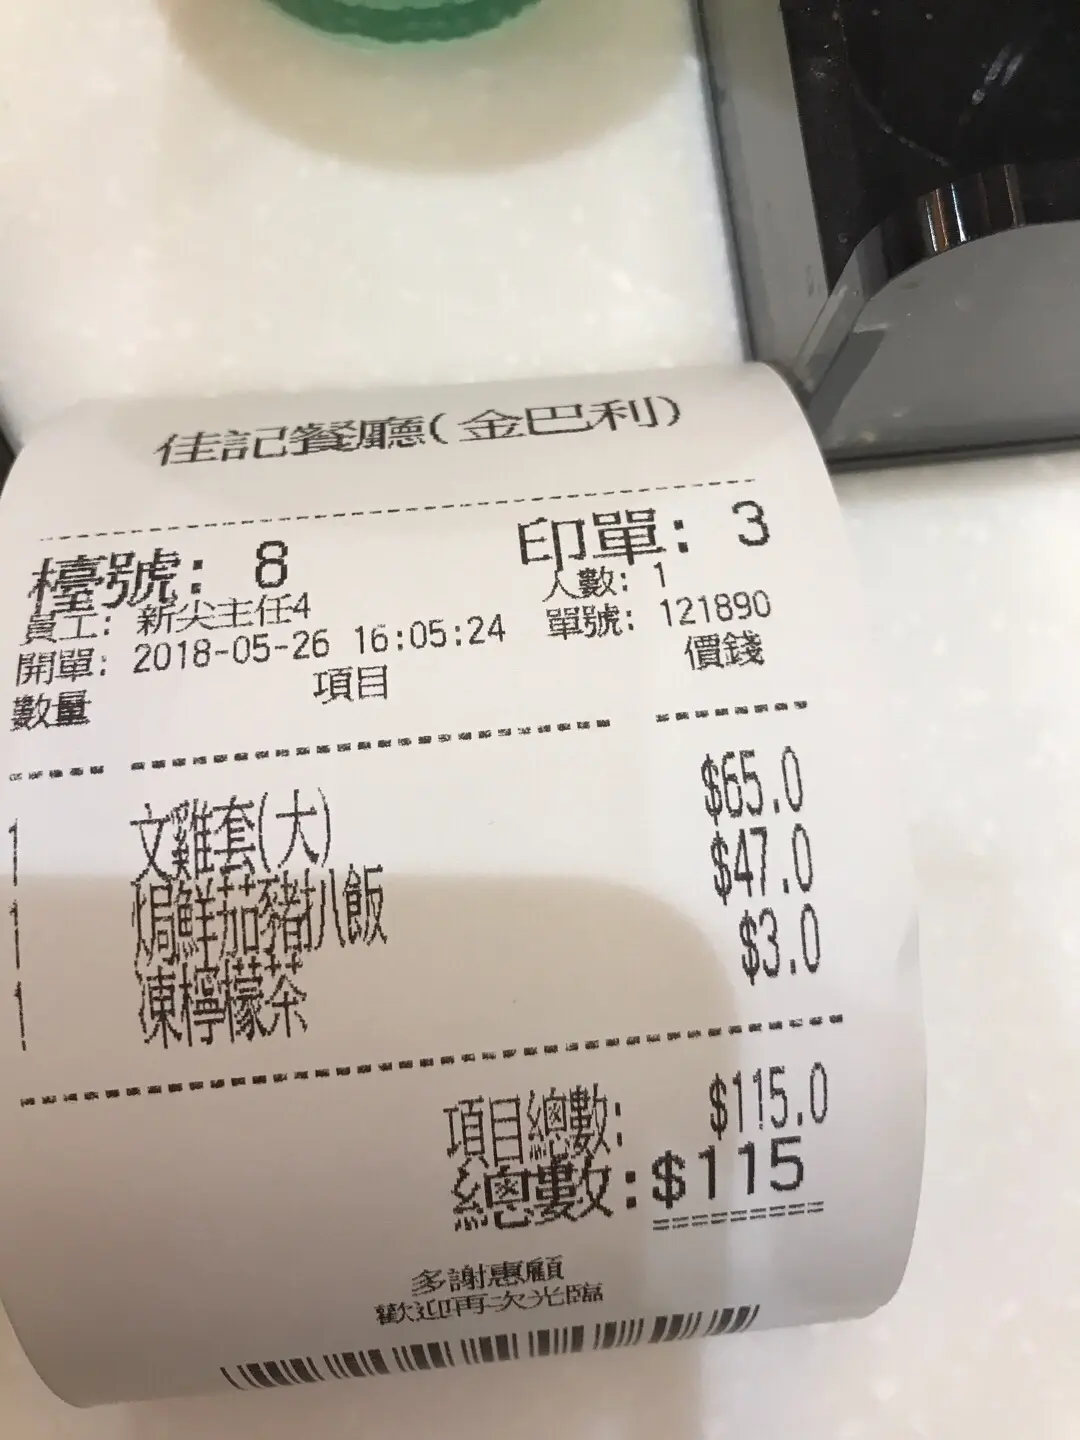 佳記餐廳(金巴利)
檯號: 8 印單: 3
員工: 新尖主任4 人數: 1
開單: 2018-05-26 16:05:24 單號: 121890
數量 項目 價錢
1 文雞套(大) $65.0
1 焗鮮茄豬扒飯 $47.0
1 凍檸檬茶 $3.0
項目總數: $115.0
總數:$115
多謝惠顧
歡迎再次光臨